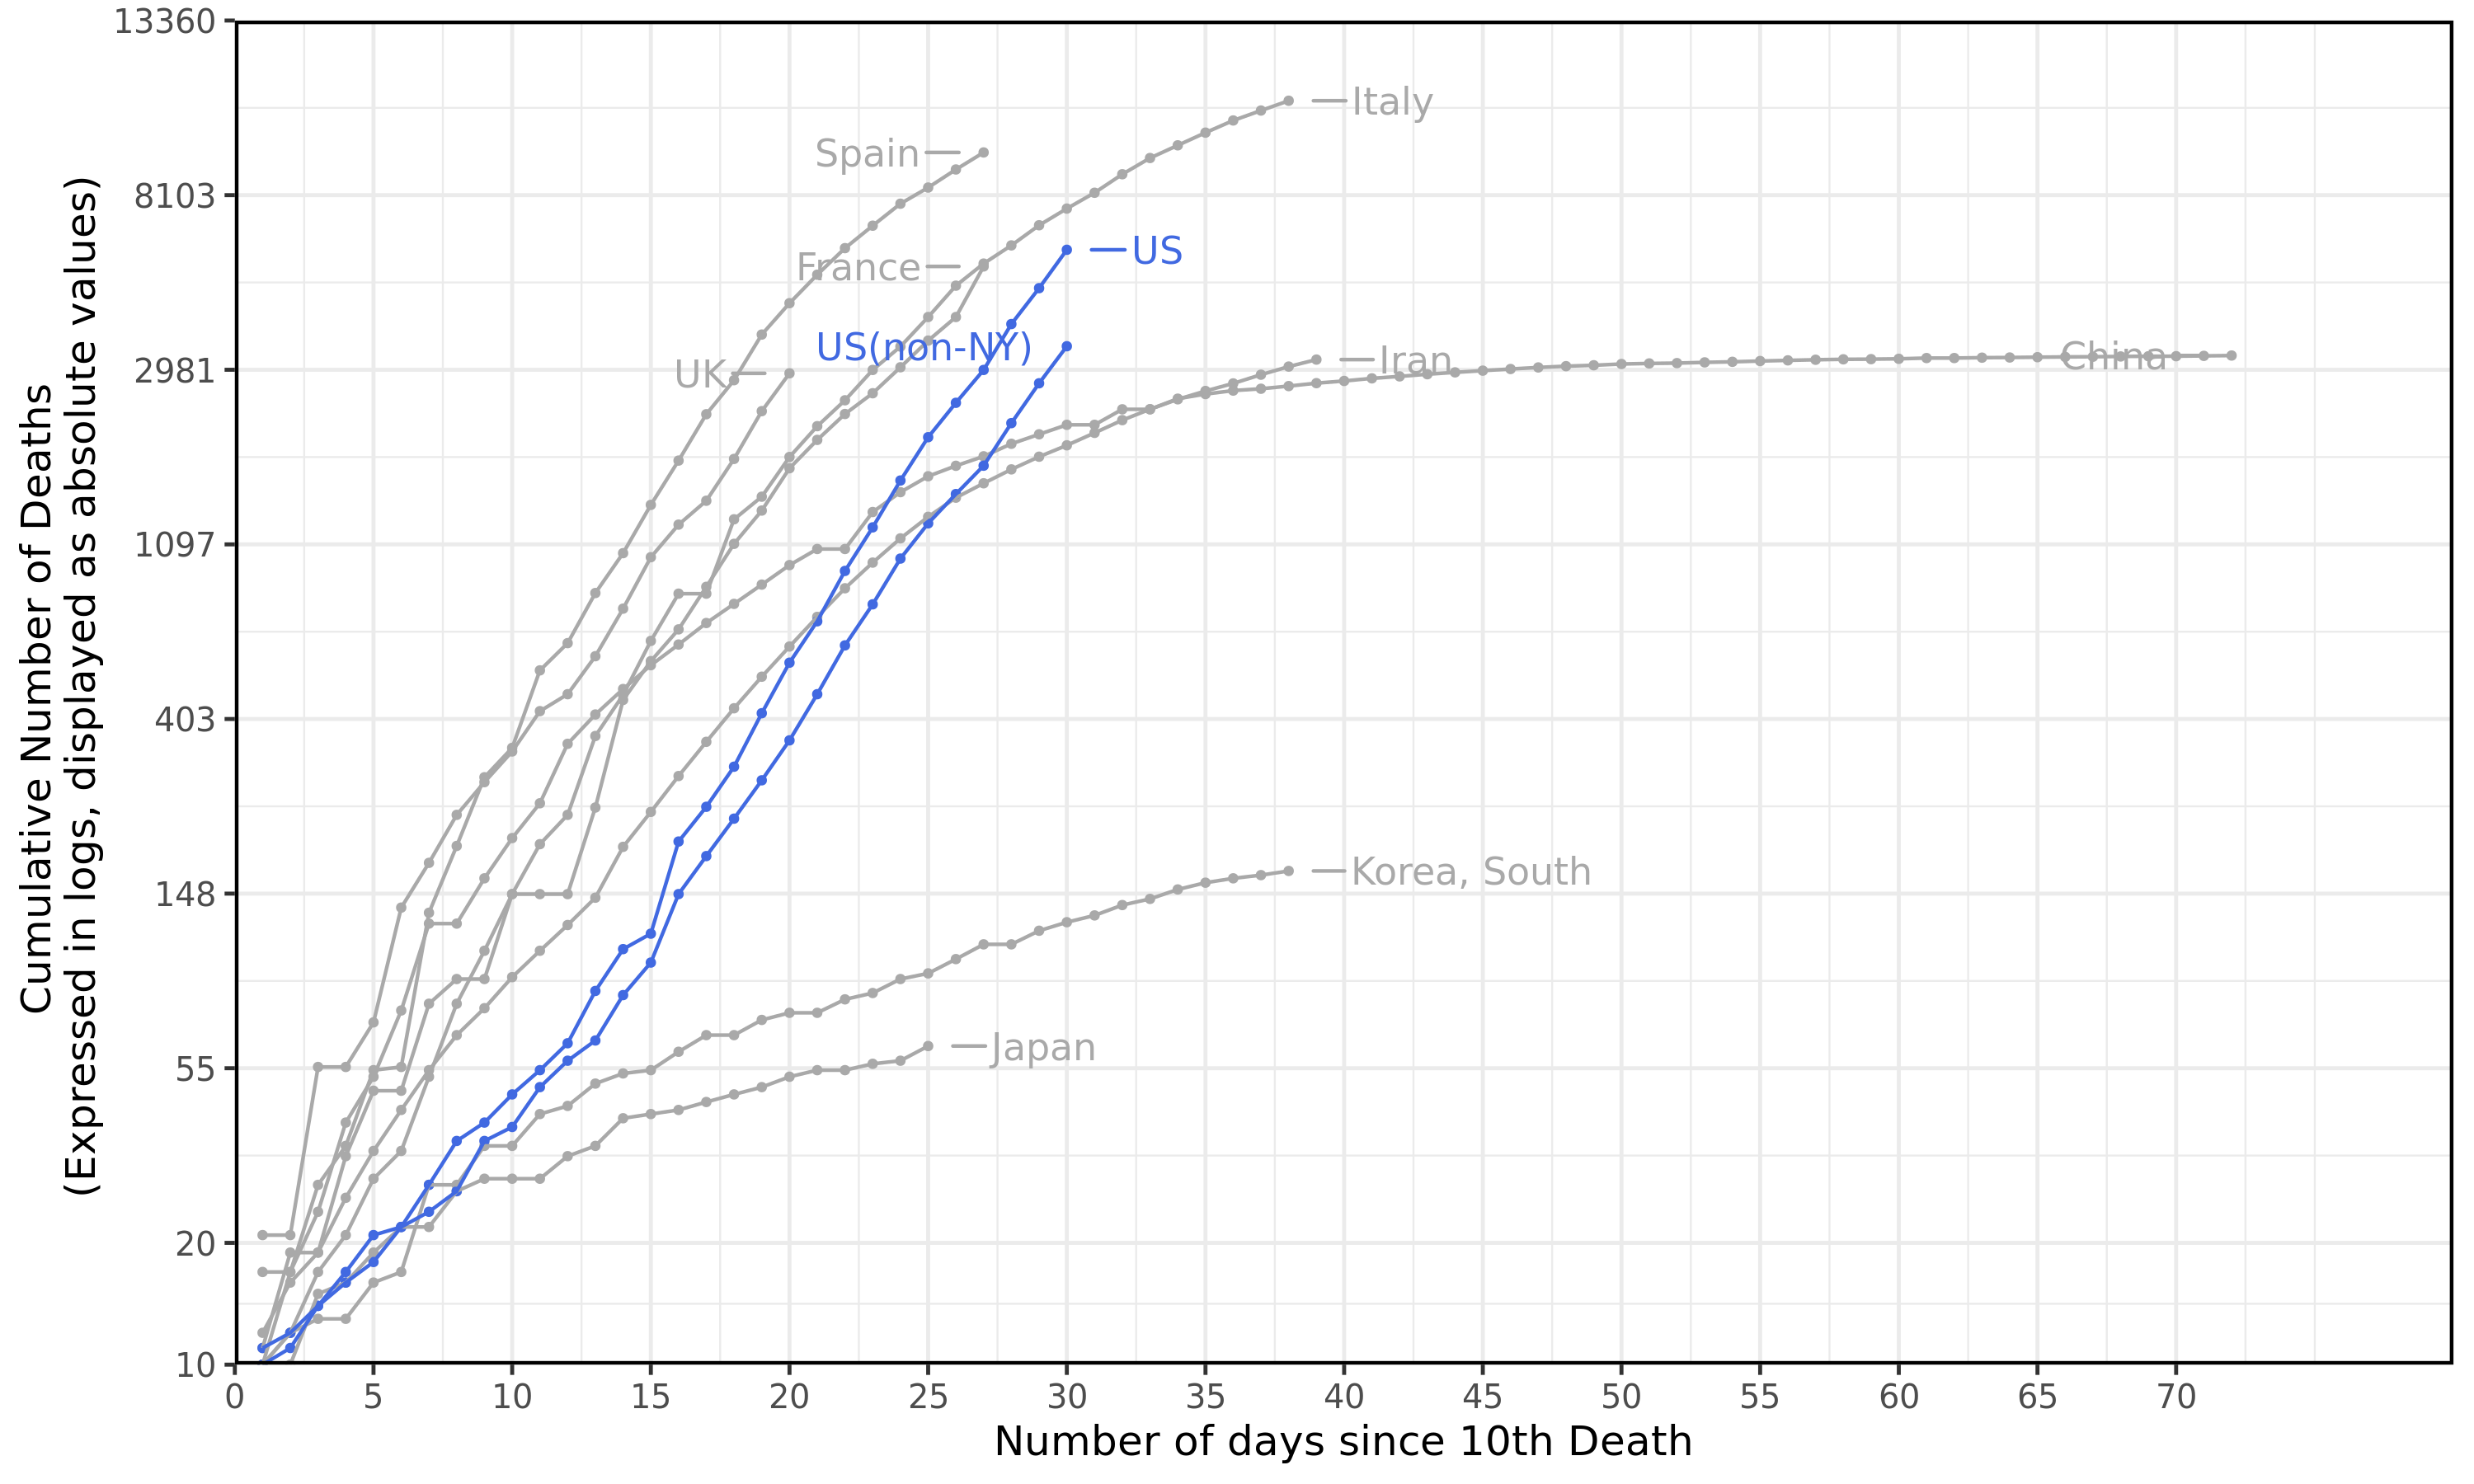 Cumulative Number of Deaths
(Expressed in logs, displayed as absolute values)
13360
8103
2981
1097
403
148
55
20
10
Italy
Spain
US
France
US(non-NY)
UK
Iran
China
Korea, South
Japan
0 5 10 15 20 25 30 35 40 45 50 55 60 65 70
Number of days since 10th Death